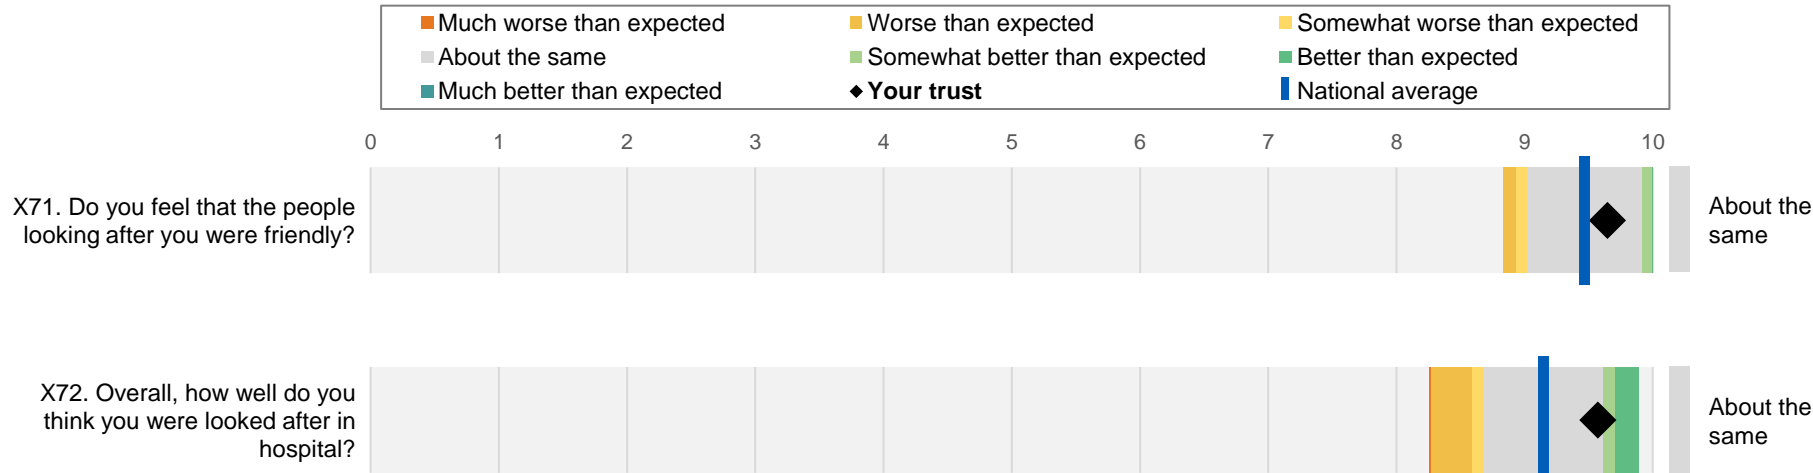 Much worse than expected
Worse than expected
Somewhat worse than expected
About the same
Somewhat better than expected
Better than expected
Much better than expected
Your trust
National average
0 1 2 3 4 5 6 7 8 9 10
X71. Do you feel that the people
looking after you were friendly?
About the
same
X72. Overall, how well do you
think you were looked after in
hospital?
About the
same